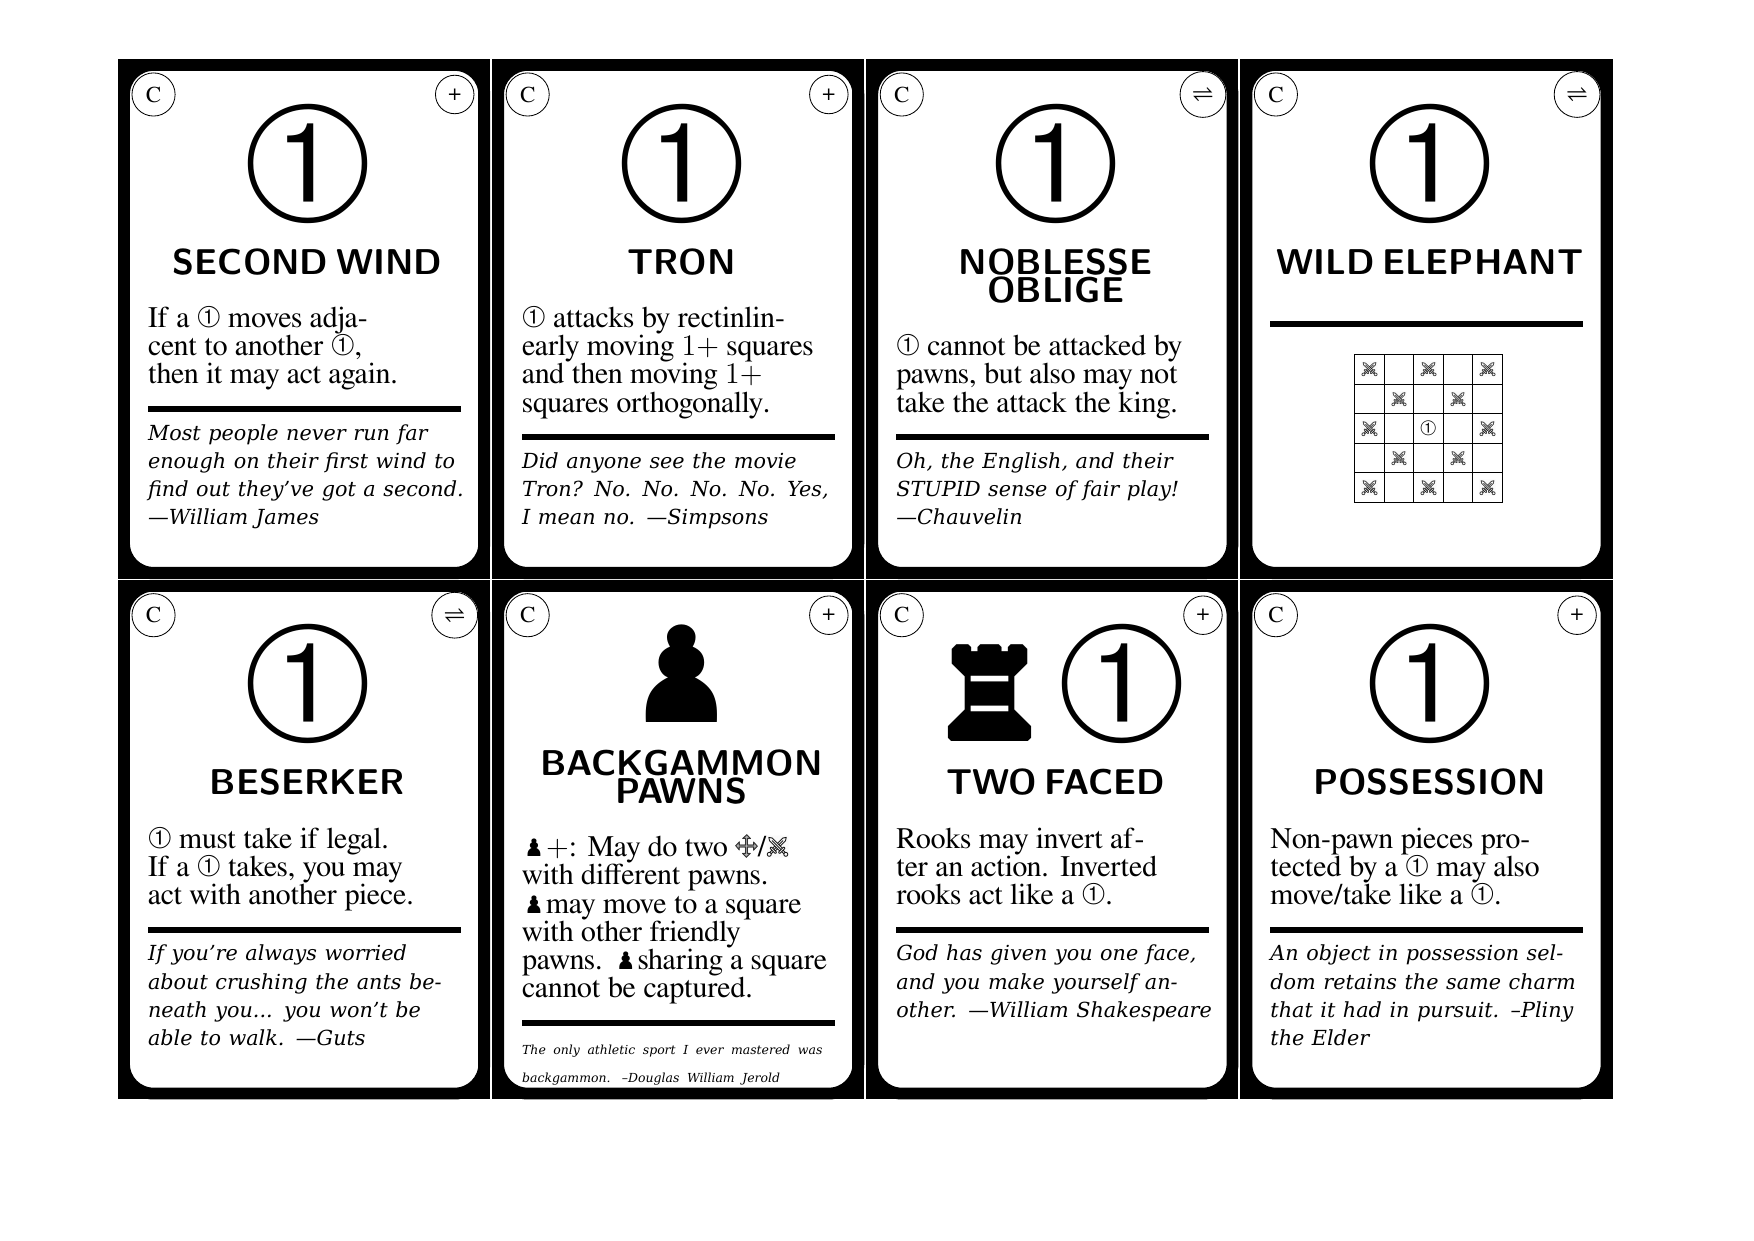 C +
①
SECOND WIND
If a ① moves adja-
cent to another ①,
then it may act again.
Most people never run far
enough on their first wind to
find out they've got a second.
—William James
C +
①
TRON
① attacks by rectinlin-
early moving 1+ squares
and then moving 1+
squares orthogonally.
Did anyone see the movie
Tron? No. No. No. No. Yes,
I mean no. —Simpsons
C ⇌
①
NOBLESSE
OBLIGE
① cannot be attacked by
pawns, but also may not
take the attack the king.
Oh, the English, and their
STUPID sense of fair play!
—Chauvelin
C ⇌
①
WILD ELEPHANT
①
C ⇌
①
BESERKER
① must take if legal.
If a ① takes, you may
act with another piece.
If you're always worried
about crushing the ants be-
neath you... you won't be
able to walk. —Guts
C +
BACKGAMMON
PAWNS
♟+: May do two ✥/⚔
with different pawns.
♟may move to a square
with other friendly
pawns. ♟sharing a square
cannot be captured.
The only athletic sport I ever mastered was
backgammon. –Douglas William Jerold
C +
①
TWO FACED
Rooks may invert af-
ter an action. Inverted
rooks act like a ①.
God has given you one face,
and you make yourself an-
other. —William Shakespeare
C +
①
POSSESSION
Non-pawn pieces pro-
tected by a ① may also
move/take like a ①.
An object in possession sel-
dom retains the same charm
that it had in pursuit. –Pliny
the Elder